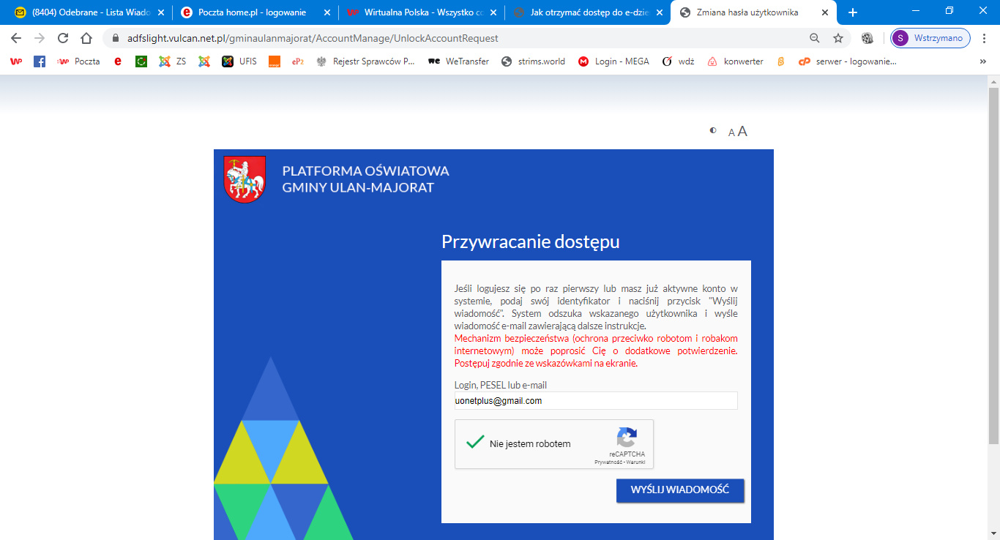 (8404) Odebrane - Lista Wiado
Poczta home.pl - logowanie
Wirtualna Polska - Wszystko co
Jak otrzymać dostęp do e-dzie
Zmiana hasła użytkownika
adfslight.vulcan.net.pl/gminaulanmajorat/AccountManage/UnlockAccountRequest
S Wstrzymano
Poczta
ZS
UFIS
Rejestr Sprawców P...
WeTransfer
strims.world
Login - MEGA
wdż
konwerter
serwer - logowanie...
A A
PLATFORMA OŚWIATOWA
GMINY ULAN-MAJORAT
Przywracanie dostępu
Jeśli logujesz się po raz pierwszy lub masz już aktywne konto w
systemie, podaj swój identyfikator i naciśnij przycisk "Wyślij
wiadomość". System odszuka wskazanego użytkownika i wyśle
wiadomość e-mail zawierającą dalsze instrukcje.
Mechanizm bezpieczeństwa (ochrona przeciwko robotom i robakom
internetowym) może poprosić Cię o dodatkowe potwierdzenie.
Postępuj zgodnie ze wskazówkami na ekranie.
Login, PESEL lub e-mail
uonetplus@gmail.com
Nie jestem robotem
reCAPTCHA
Prywatność - Warunki
WYŚLIJ WIADOMOŚĆ